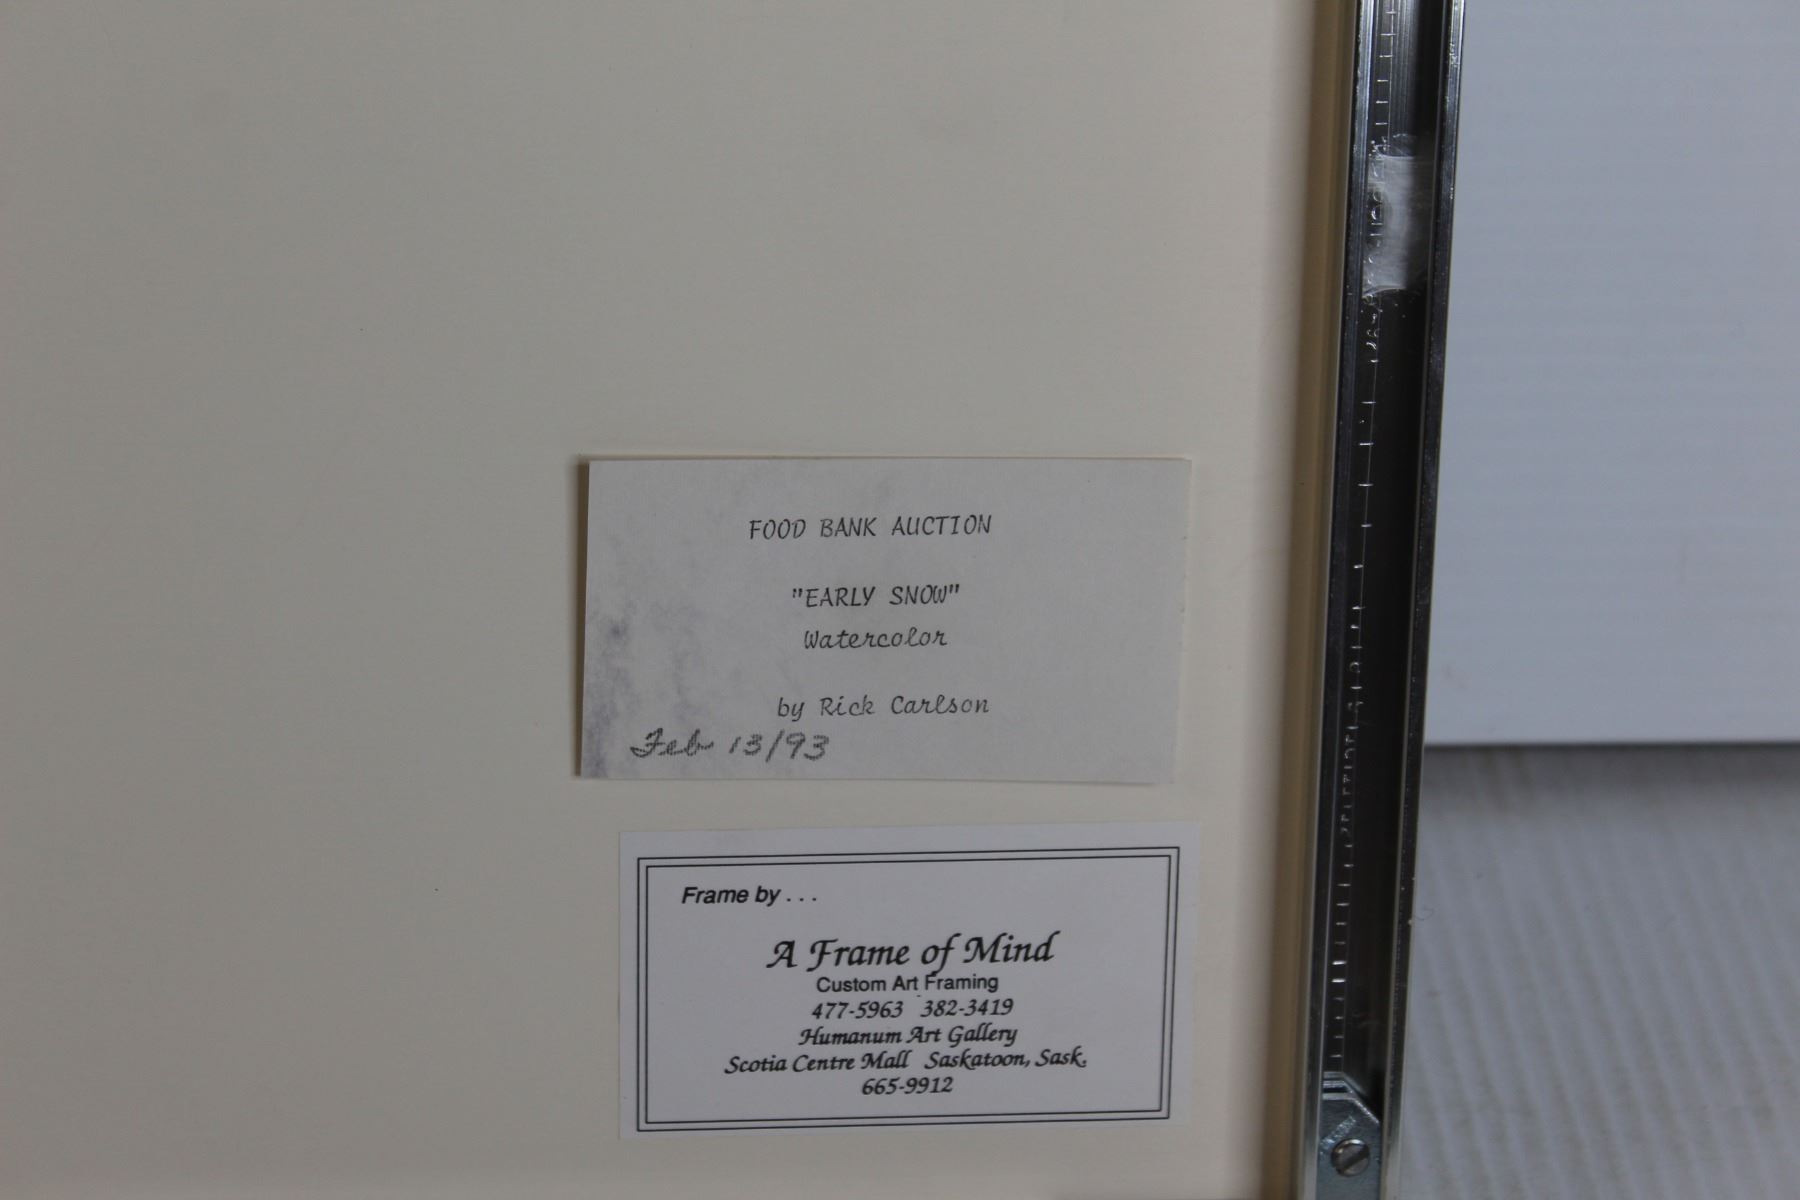 FOOD BANK AUCTION
"EARLY SNOW"
Watercolor
by Rick Carlson
Feb 13/93
Frame by . . .
A Frame of Mind
Custom Art Framing
477-5963 382-3419
Humanum Art Gallery
Scotia Centre Mall Saskatoon, Sask.
665-9912